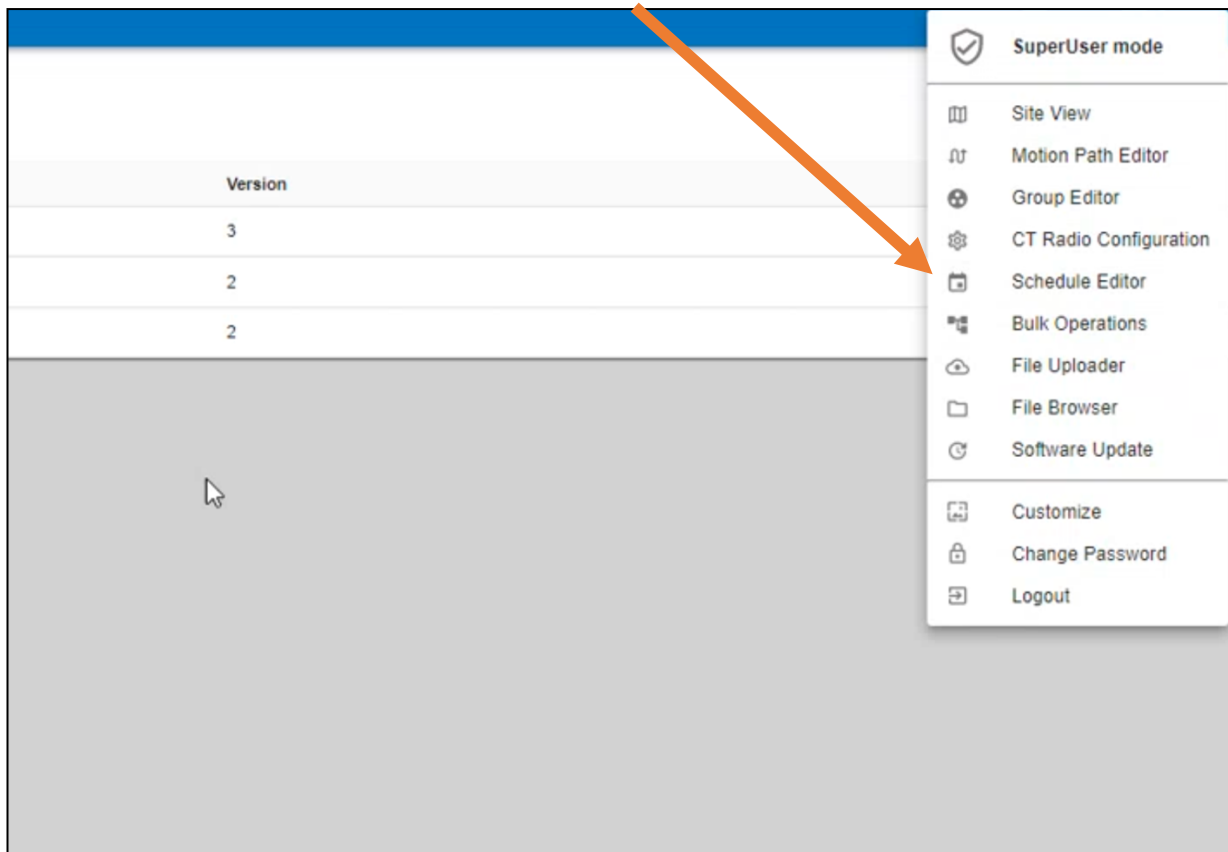 SuperUser mode
Site View
Motion Path Editor
Version
Group Editor
3
CT Radio Configuration
2
Schedule Editor
2
Bulk Operations
File Uploader
File Browser
Software Update
Customize
Change Password
Logout